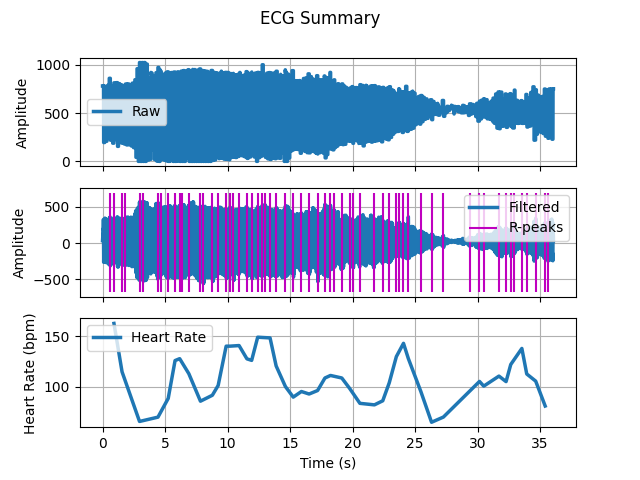 ECG Summary
1000
500
0
Amplitude
Raw
500
0
−500
Amplitude
Filtered
R-peaks
150
100
Heart Rate (bpm)
Heart Rate
0 5 10 15 20 25 30 35
Time (s)